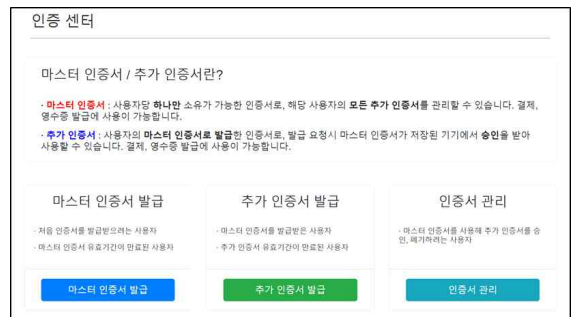 인증 센터
마스터 인증서 / 추가 인증서란?
· 마스터 인증서 : 사용자당 하나만 소유가 가능한 인증서로, 해당 사용자의 모든 추가 인증서를 관리할 수 있습니다. 결제,
영수증 발급에 사용이 가능합니다.
· 추가 인증서 : 사용자의 마스터 인증서로 발급한 인증서로, 발급 요청시 마스터 인증서가 저장된 기기에서 승인을 받아
사용할 수 있습니다. 결제, 영수증 발급에 사용이 가능합니다.
마스터 인증서 발급
· 처음 인증서를 발급받으려는 사용자
· 마스터 인증서 유효기간이 만료된 사용자
마스터 인증서 발급
추가 인증서 발급
· 마스터 인증서를 발급받은 사용자
· 추가 인증서 유효기간이 만료된 사용자
추가 인증서 발급
인증서 관리
· 마스터 인증서를 사용해 추가 인증서를 승
인, 폐기하려는 사용자
인증서 관리